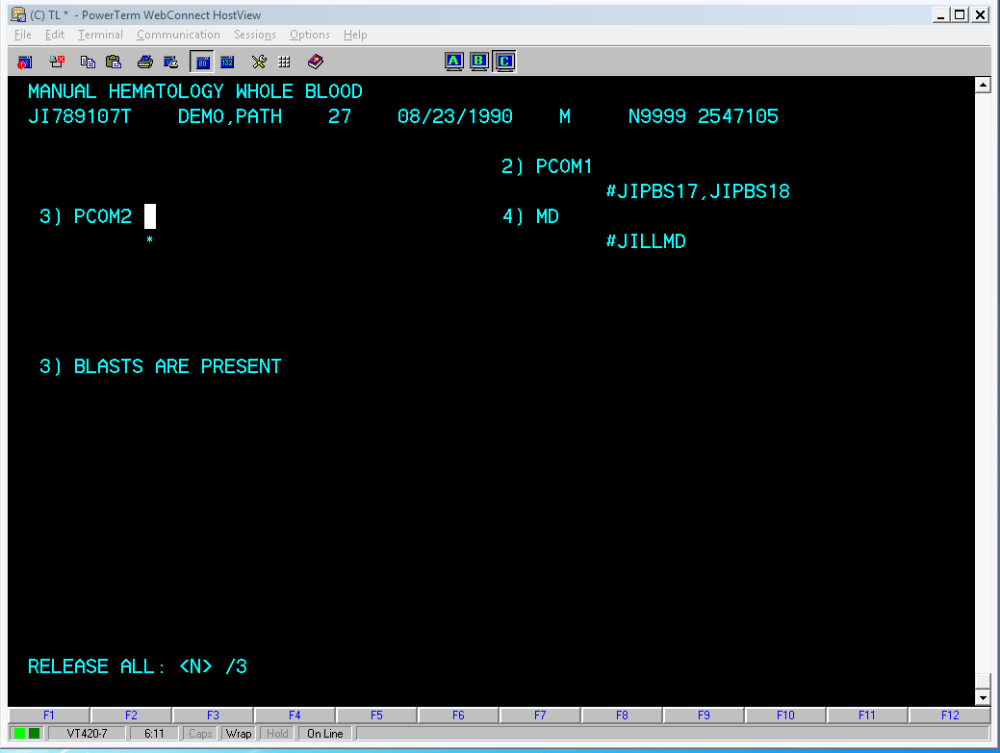 (C) TL * - PowerTerm WebConnect HostView
File Edit Terminal Communication Sessions Options Help
80 132 A B C
MANUAL HEMATOLOGY WHOLE BLOOD
JI789107T DEMO,PATH 27 08/23/1990 M N9999 2547105
2) PCOM1
#JIPBS17,JIPBS18
3) PCOM2 4) MD
* #JILLMD
3) BLASTS ARE PRESENT
RELEASE ALL: <N> /3
F1 F2 F3 F4 F5 F6 F7 F8 F9 F10 F11 F12
VT420-7 6:11 Caps Wrap Hold On Line